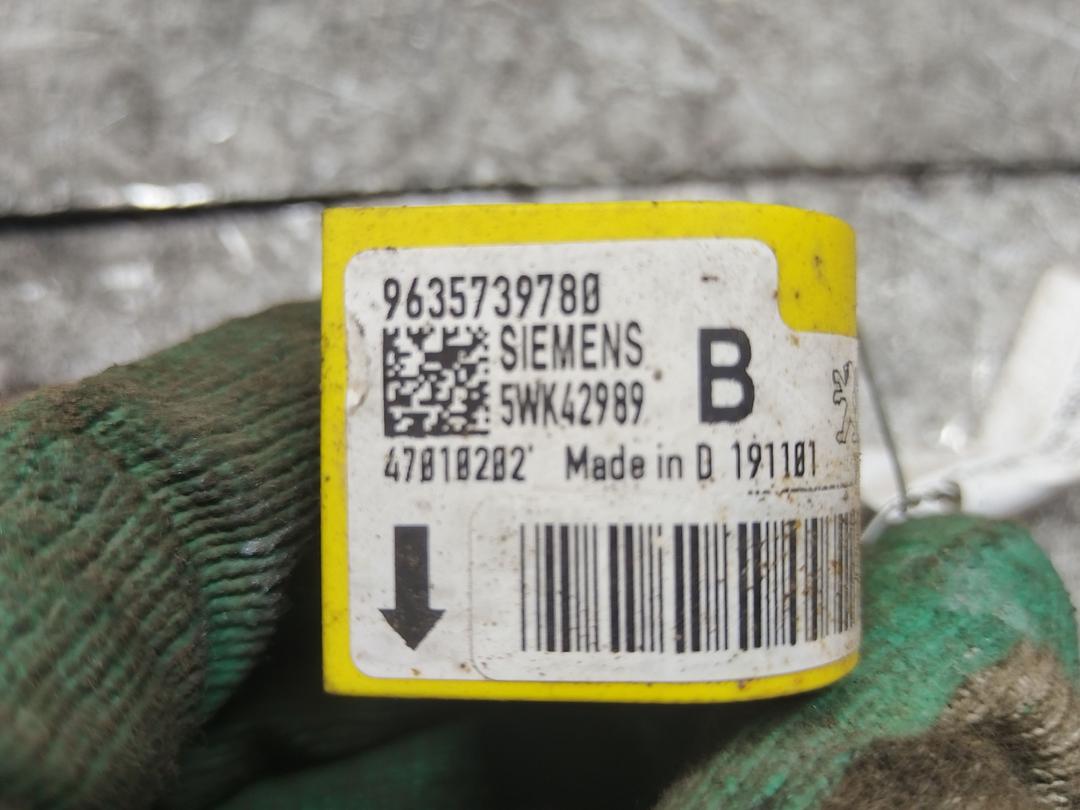 9635739780
SIEMENS
5WK42989
B
47010202
Made in D 191101